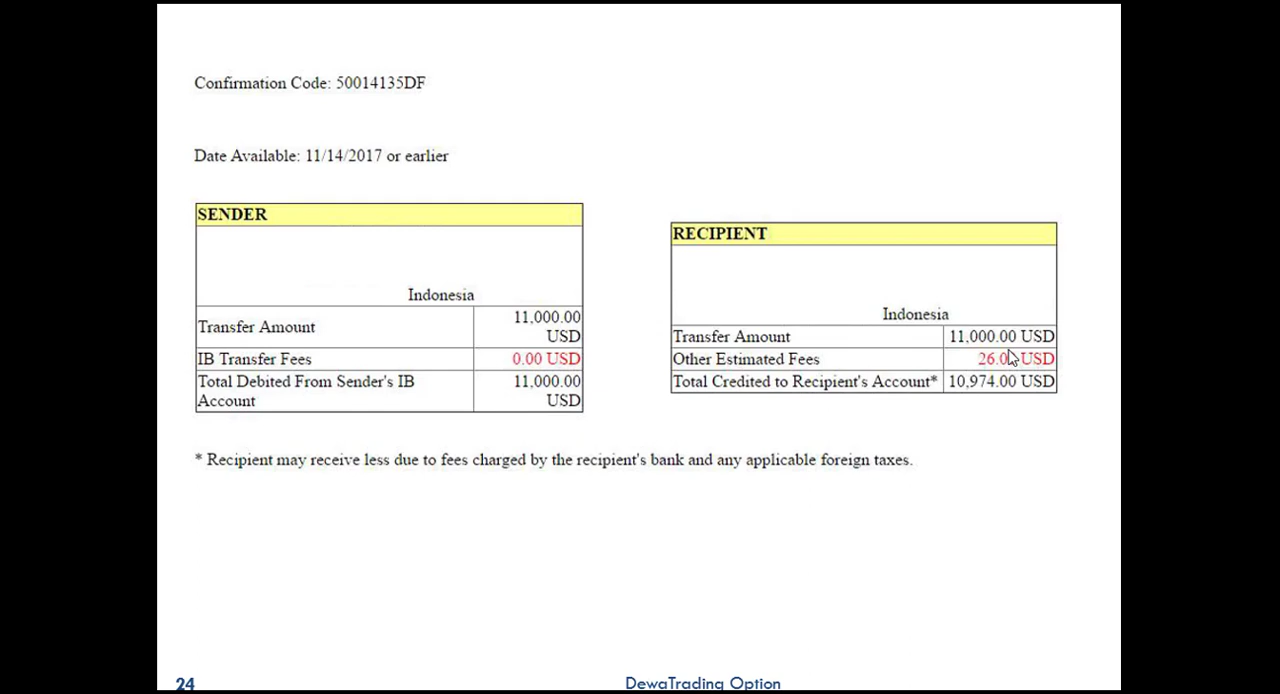 Confirmation Code: 50014135DF
Date Available: 11/14/2017 or earlier
SENDER
Indonesia
Transfer Amount
11,000.00
USD
IB Transfer Fees
0.00 USD
Total Debited From Sender's IB
Account
11,000.00
USD
RECIPIENT
Indonesia
Transfer Amount 11,000.00 USD
Other Estimated Fees USD
Total Credited to Recipient's Account* 10,974.00 USD
* Recipient may receive less due to fees charged by the recipient's bank and any applicable foreign taxes.
24
DewaTrading Option